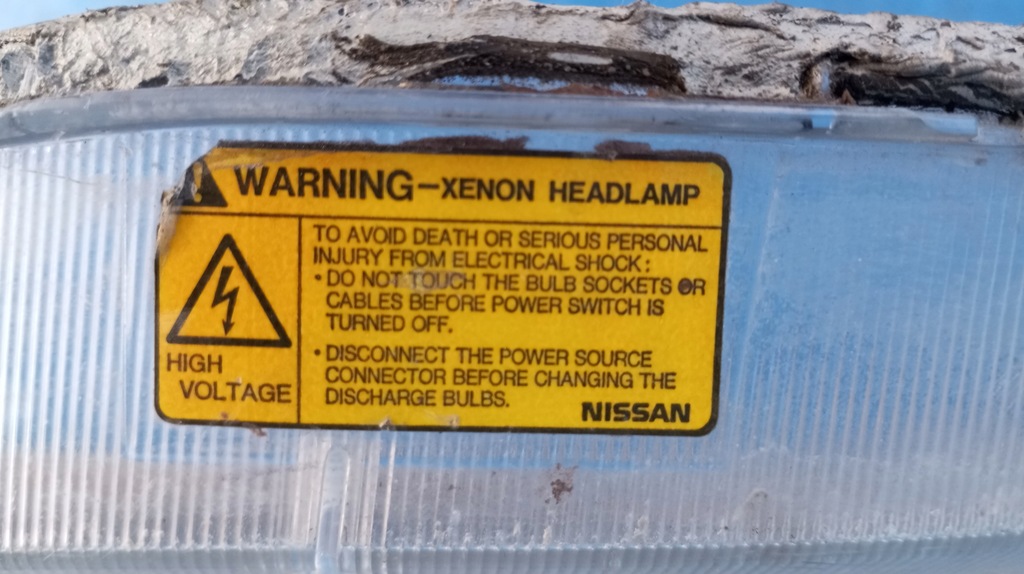 WARNING-XENON HEADLAMP
HIGH
VOLTAGE
TO AVOID DEATH OR SERIOUS PERSONAL
INJURY FROM ELECTRICAL SHOCK:
• DO NOT TOUCH THE BULB SOCKETS OR
CABLES BEFORE POWER SWITCH IS
TURNED OFF.
• DISCONNECT THE POWER SOURCE
CONNECTOR BEFORE CHANGING THE
DISCHARGE BULBS.
NISSAN